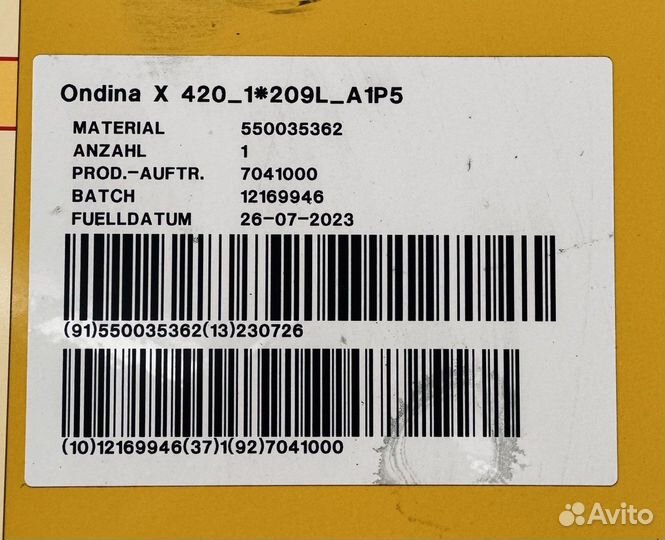 Ondina X 420_1*209L_A1P5
MATERIAL 550035362
ANZAHL 1
PROD.-AUFTR. 7041000
BATCH 12169946
FUELLDATUM 26-07-2023
(91)550035362(13)230726
(10)12169946(37)1(92)7041000
Avito